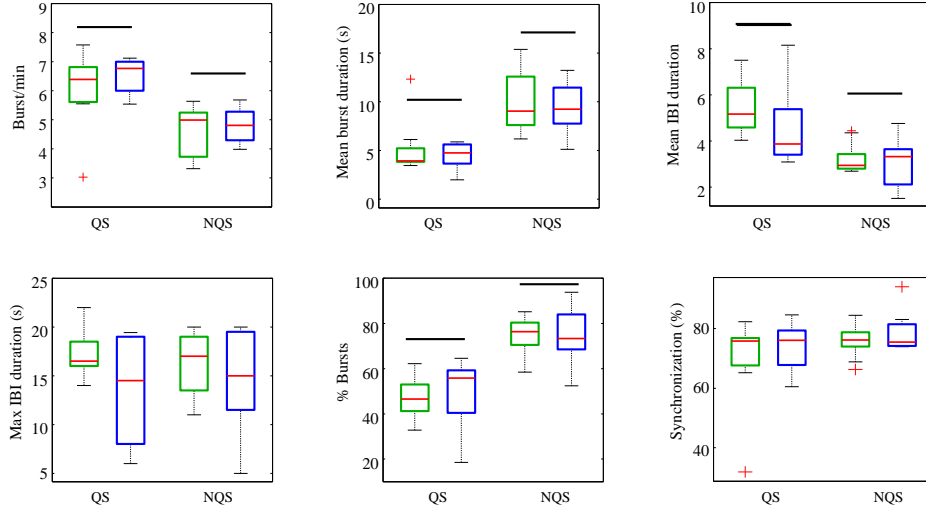 Burst/min
9
8
7
6
5
4
3
QS
NQS
Mean burst duration (s)
20
15
10
5
0
QS
NQS
Mean IBI duration
10
8
6
4
2
QS
NQS
Max IBI duration (s)
25
20
15
10
5
QS
NQS
% Bursts
100
80
60
40
20
QS
NQS
Synchronization (%)
80
60
40
QS
NQS